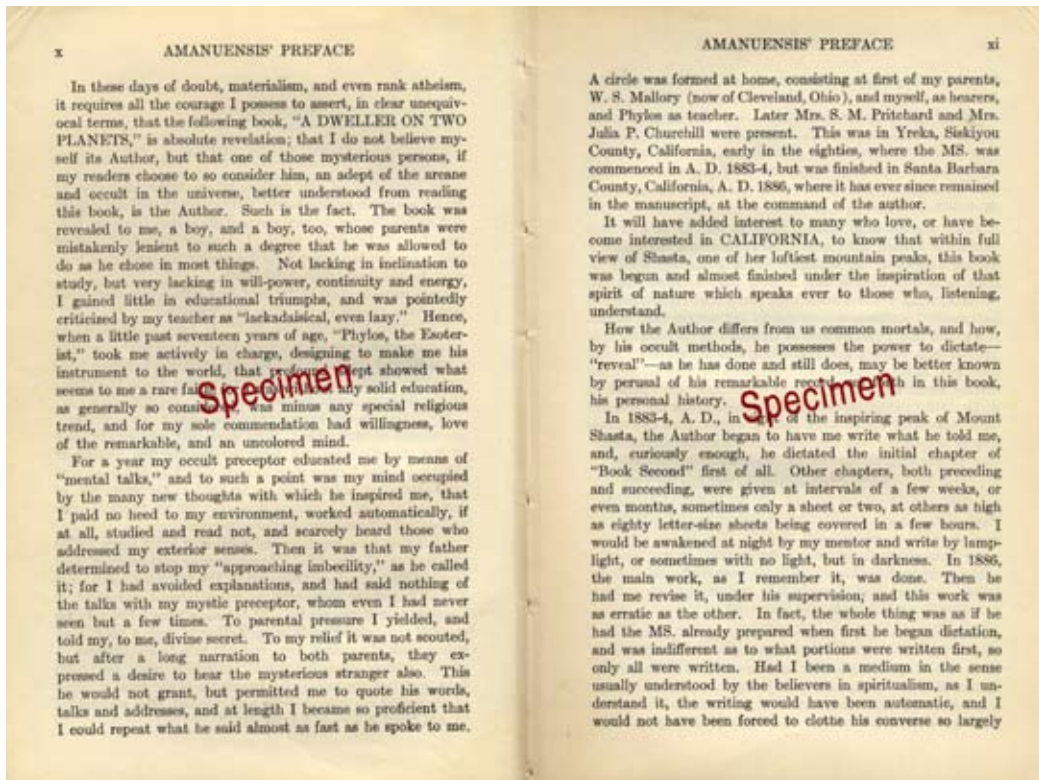 x AMANUENSIS' PREFACE
In these days of doubt, materialism, and even rank atheism,
it requires all the courage I possess to assert, in clear unequiv-
ocal terms, that the following book, "A DWELLER ON TWO
PLANETS," is absolute revelation; that I do not believe my-
self its Author, but that one of those mysterious persons, if
my readers choose to so consider him, an adept of the arcane
and occult in the universe, better understood from reading
this book, is the Author. Such is the fact. The book was
revealed to me, a boy, and a boy, too, whose parents were
mistakenly lenient to such a degree that he was allowed to
do as he chose in most things. Not lacking in inclination to
study, but very lacking in will-power, continuity and energy,
I gained little in educational triumphs, and was pointedly
criticized by my teacher as "lackadaisical, even lazy." Hence,
when a little past seventeen years of age, "Phylos, the Esoter-
ist," took me actively in charge, designing to make me his
instrument to the world, that profound adept showed what
seems to me a rare any solid education,
as generally so was minus any special religious
trend, and for my sole commendation had willingness, love
of the remarkable, and an uncolored mind.
For a year my occult preceptor educated me by means of
"mental talks," and to such a point was my mind occupied
by the many new thoughts with which he inspired me, that
I paid no heed to my environment, worked automatically, if
at all, studied and read not, and scarcely heard those who
addressed my exterior senses. Then it was that my father
determined to stop my "approaching imbecility," as he called
it; for I had avoided explanations, and had said nothing of
the talks with my mystic preceptor, whom even I had never
seen but a few times. To parental pressure I yielded, and
told my, to me, divine secret. To my relief it was not scouted,
but after a long narration to both parents, they ex-
pressed a desire to hear the mysterious stranger also. This
he would not grant, but permitted me to quote his words,
talks and addresses, and at length I became so proficient that
I could repeat what he said almost as fast as he spoke to me.
Specimen
AMANUENSIS' PREFACE xi
A circle was formed at home, consisting at first of my parents,
W. S. Mallory (now of Cleveland, Ohio), and myself, as hearers,
and Phylos as teacher. Later Mrs. S. M. Pritchard and Mrs.
Julia P. Churchill were present. This was in Yreka, Siskiyou
County, California, early in the eighties, where the MS. was
commenced in A. D. 1883-4, but was finished in Santa Barbara
County, California, A. D. 1886, where it has ever since remained
in the manuscript, at the command of the author.
It will have added interest to many who love, or have be-
come interested in CALIFORNIA, to know that within full
view of Shasta, one of her loftiest mountain peaks, this book
was begun and almost finished under the inspiration of that
spirit of nature which speaks ever to those who, listening,
understand.
How the Author differs from us common mortals, and how,
by his occult methods, he possesses the power to dictate—
"reveal"—as he has done and still does, may be better known
by perusal of his remarkable in this book,
his personal history.
In 1883-4, A. D., in of the inspiring peak of Mount
Shasta, the Author began to have me write what he told me,
and, curiously enough, he dictated the initial chapter of
"Book Second" first of all. Other chapters, both preceding
and succeeding, were given at intervals of a few weeks, or
even months, sometimes only a sheet or two, at others as high
as eighty letter-size sheets being covered in a few hours. I
would be awakened at night by my mentor and write by lamp-
light, or sometimes with no light, but in darkness. In 1886,
the main work, as I remember it, was done. Then he
had me revise it, under his supervision; and this work was
as erratic as the other. In fact, the whole thing was as if he
had the MS. already prepared when first he began dictation,
and was indifferent as to what portions were written first, so
only all were written. Had I been a medium in the sense
usually understood by the believers in spiritualism, as I un-
derstand it, the writing would have been automatic, and I
would not have been forced to clothe his converse so largely
Specimen